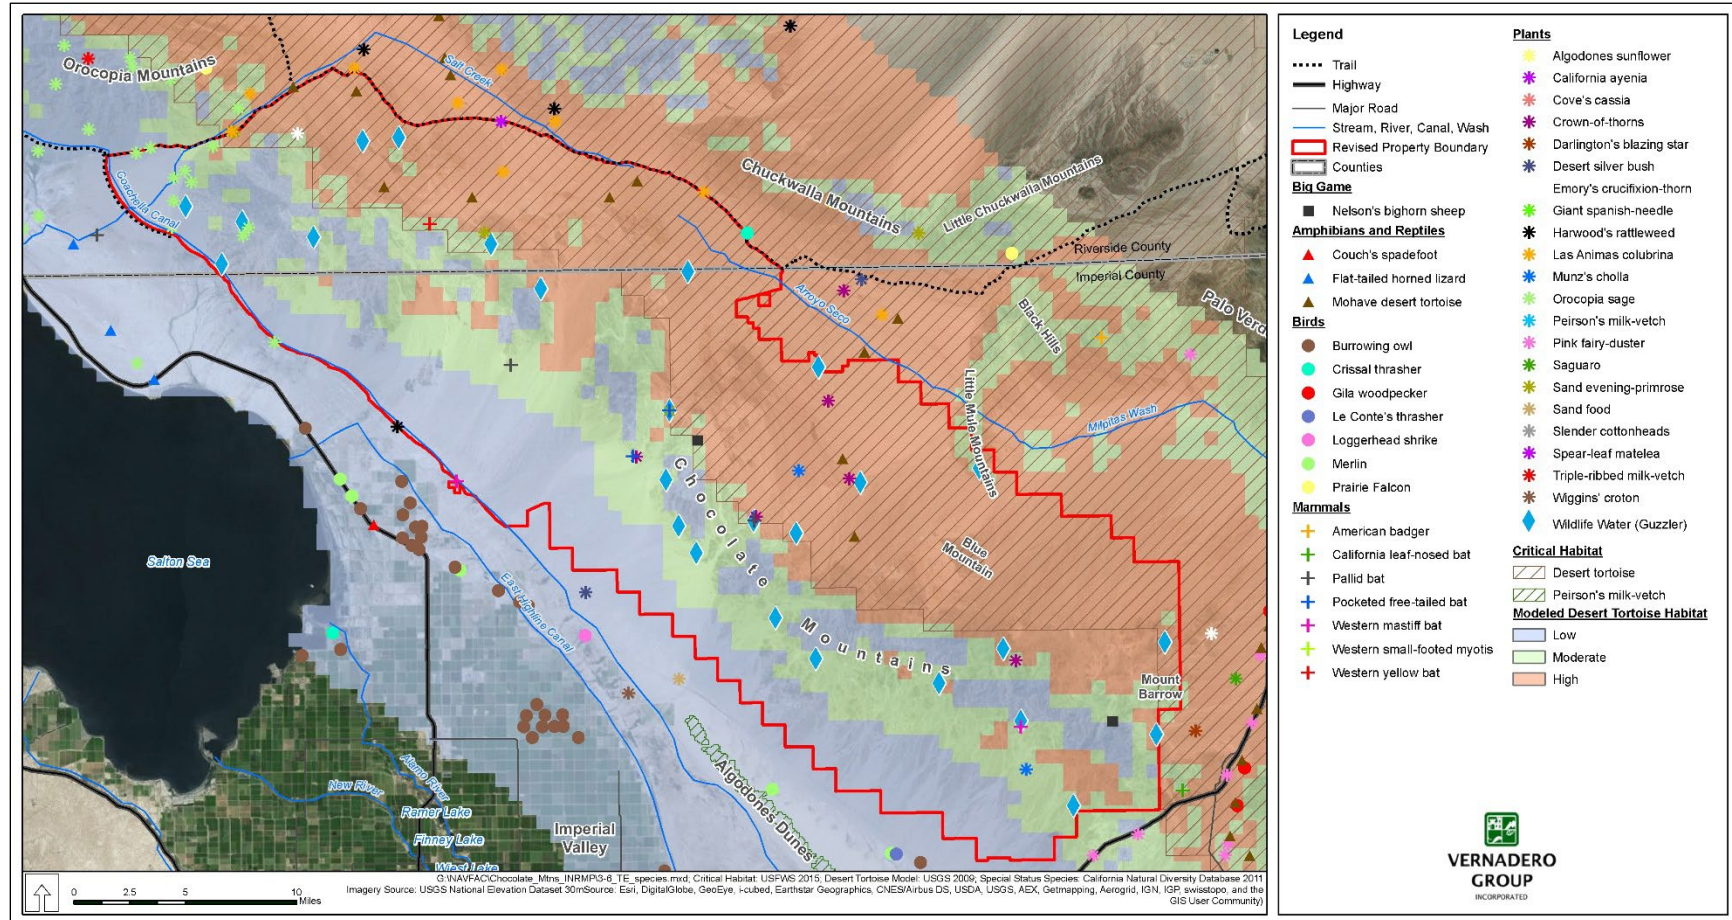 Orocopia Mountains
Salt Creek
Coachella Canal
Chuckwalla Mountains
Little Chuckwalla Mountains
Riverside County
Imperial County
Arroyo Seco
Black Hills
Palo Verd
Little Mule Mountains
Milpitas Wash
Chocolate Mountains
Blue
Mountain
Salton Sea
East Highline Canal
Mount
Barrow
Alamo River
New River
Ramer Lake
Finney Lake
Wiest Lake
Imperial
Valley
Algodones Dunes
G:\NAVFAC\Chocolate_Mtns_INRMP\3-6_TE_species.mxd; Critical Habitat: USFWS 2015; Desert Tortoise Model: USGS 2009; Special Status Species: California Natural Diversity Database 2011
Imagery Source: USGS National Elevation Dataset 30mSource: Esri, DigitalGlobe, GeoEye, i-cubed, Earthstar Geographics, CNES/Airbus DS, USDA, USGS, AEX, Getmapping, Aerogrid, IGN, IGP, swisstopo, and the
GIS User Community)
0 2.5 5 10
Miles
Legend
Trail
Highway
Major Road
Stream, River, Canal, Wash
Revised Property Boundary
Counties
Big Game
Nelson's bighorn sheep
Amphibians and Reptiles
Couch's spadefoot
Flat-tailed horned lizard
Mohave desert tortoise
Birds
Burrowing owl
Crissal thrasher
Gila woodpecker
Le Conte's thrasher
Loggerhead shrike
Merlin
Prairie Falcon
Mammals
American badger
California leaf-nosed bat
Pallid bat
Pocketed free-tailed bat
Western mastiff bat
Western small-footed myotis
Western yellow bat
Plants
Algodones sunflower
California ayenia
Cove's cassia
Crown-of-thorns
Darlington's blazing star
Desert silver bush
Emory's crucifixion-thorn
Giant spanish-needle
Harwood's rattleweed
Las Animas colubrina
Munz's cholla
Orocopia sage
Peirson's milk-vetch
Pink fairy-duster
Saguaro
Sand evening-primrose
Sand food
Slender cottonheads
Spear-leaf matelea
Triple-ribbed milk-vetch
Wiggins' croton
Wildlife Water (Guzzler)
Critical Habitat
Desert tortoise
Peirson's milk-vetch
Modeled Desert Tortoise Habitat
Low
Moderate
High
VERNADERO
GROUP
INCORPORATED